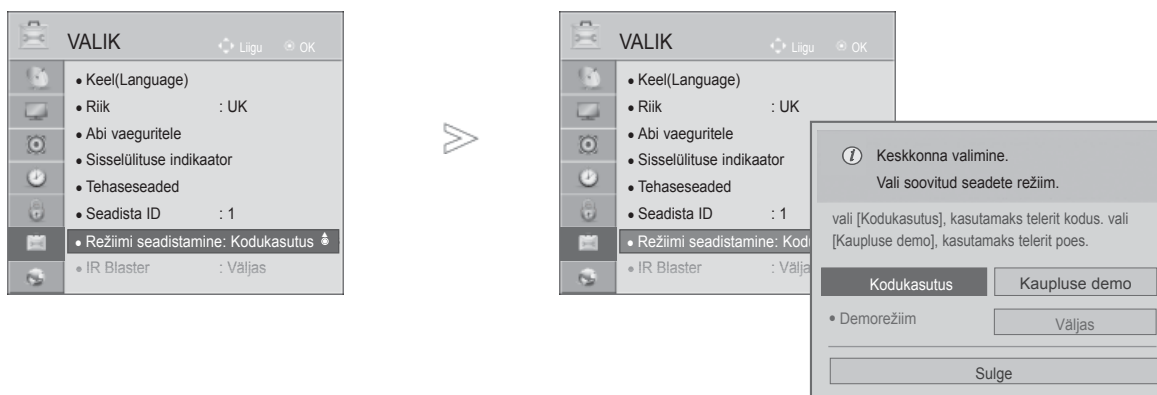 VALIK
Liigu
OK
• Keel(Language)
• Riik : UK
• Abi vaeguritele
• Sisselülituse indikaator
• Tehaseseaded
• Seadista ID : 1
• Režiimi seadistamine: Kodukasutus
• IR Blaster : Väljas
VALIK
Liigu
OK
• Keel(Language)
• Riik : UK
• Abi vaeguritele
• Sisselülituse indikaator
• Tehaseseaded
• Seadista ID : 1
• Režiimi seadistamine: Kod
• IR Blaster : Välja
Keskkonna valimine.
Vali soovitud seadete režiim.
vali [Kodukasutus], kasutamaks telerit kodus. vali
[Kaupluse demo], kasutamaks telerit poes.
Kodukasutus
Kaupluse demo
• Demorežiim
Väljas
Sulge